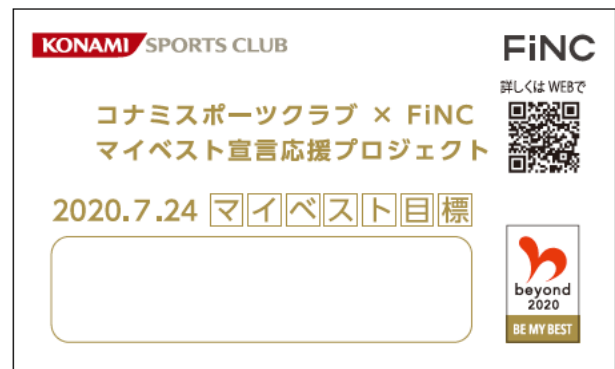 KONAMI SPORTS CLUB
FiNC
詳しくは WEBで
コナミスポーツクラブ × FiNC
マイベスト宣言応援プロジェクト
2020.7.24 マイベスト目標
beyond
2020
BE MY BEST